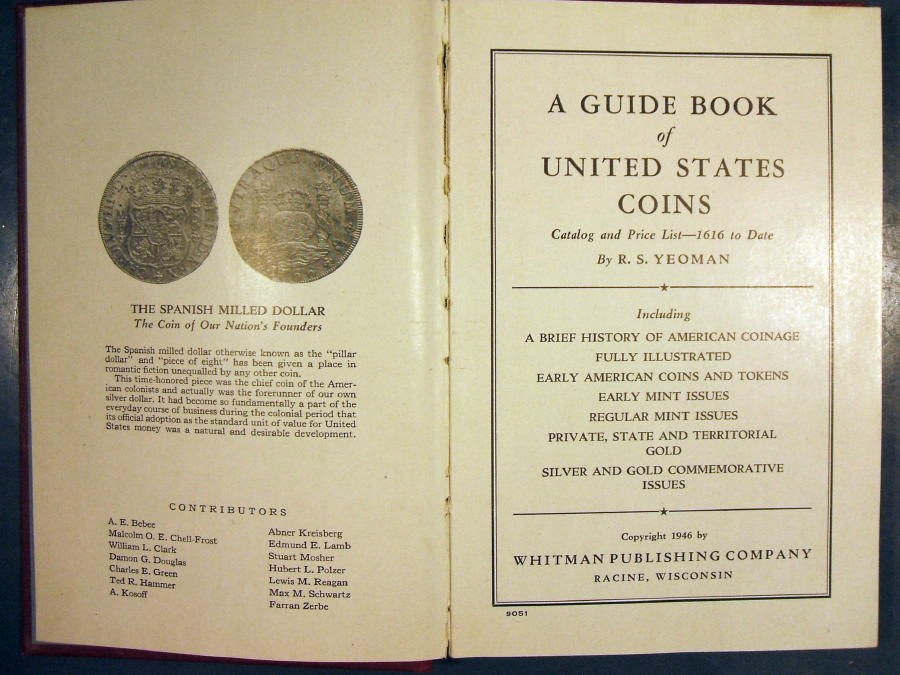 THE SPANISH MILLED DOLLAR
The Coin of Our Nation's Founders
The Spanish milled dollar otherwise known as the "pillar
dollar" and "piece of eight" has been given a place in
romantic fiction unequalled by any other coin.
This time-honored piece was the chief coin of the Amer-
ican colonists and actually was the forerunner of our own
silver dollar. It had become so fundamentally a part of the
everyday course of business during the colonial period that
its official adoption as the standard unit of value for United
States money was a natural and desirable development.
CONTRIBUTORS
A. E. Bebee
Malcolm O. E. Chell-Frost
William L. Clark
Damon G. Douglas
Charles E. Green
Ted R. Hammer
A. Kosoff
Abner Kreisberg
Edmund E. Lamb
Stuart Mosher
Hubert L. Polzer
Lewis M. Reagan
Max M. Schwartz
Farran Zerbe
A GUIDE BOOK
of
UNITED STATES
COINS
Catalog and Price List—1616 to Date
By R. S. YEOMAN
Including
A BRIEF HISTORY OF AMERICAN COINAGE
FULLY ILLUSTRATED
EARLY AMERICAN COINS AND TOKENS
EARLY MINT ISSUES
REGULAR MINT ISSUES
PRIVATE, STATE AND TERRITORIAL
GOLD
SILVER AND GOLD COMMEMORATIVE
ISSUES
Copyright 1946 by
WHITMAN PUBLISHING COMPANY
RACINE, WISCONSIN
9051